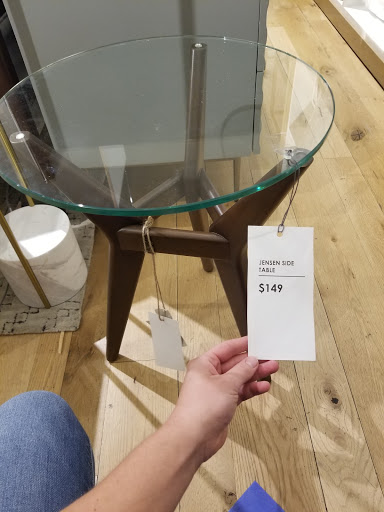 JENSEN SIDE
TABLE
$149